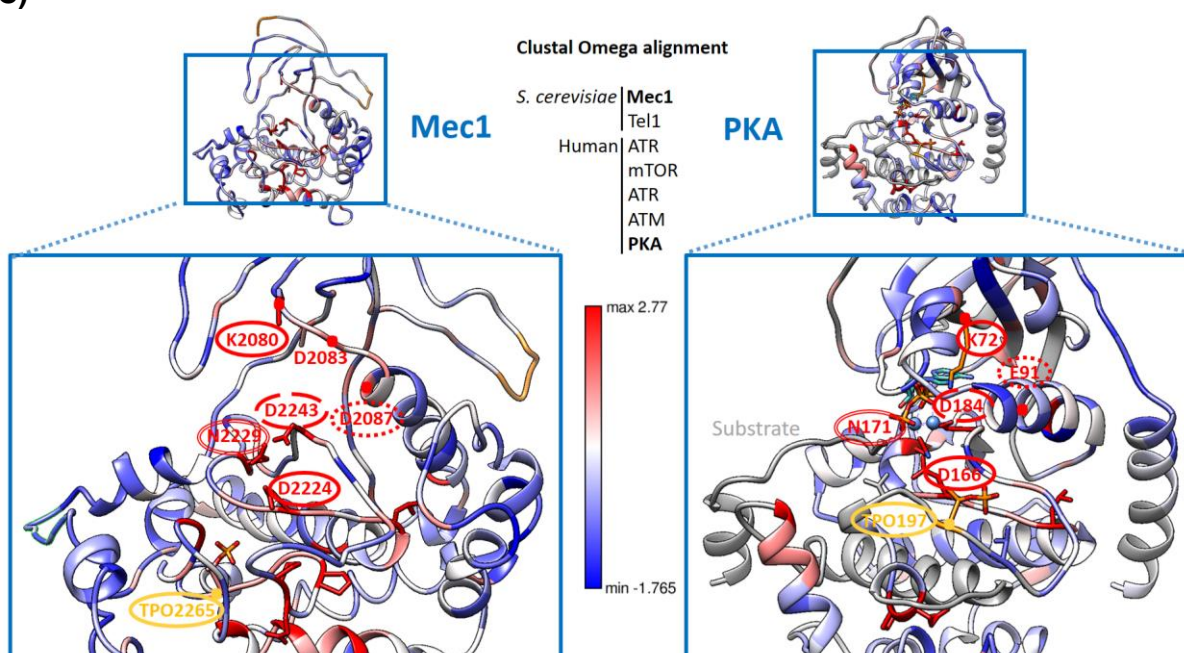 Clustal Omega alignment
S. cerevisiae Mec1
Tel1
Human ATR
mTOR
ATR
ATM
PKA
Mec1
PKA
max 2.77
min -1.765
K2080
D2083
D2243
D2087
N2229
D2224
TPO2265
K72
E91
D184
Substrate
N171
D166
TPO197